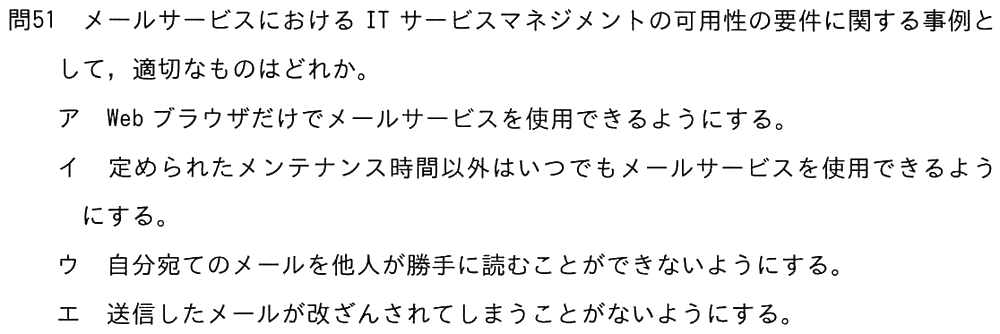 問51　メールサービスにおける IT サービスマネジメントの可用性の要件に関する事例と
して，適切なものはどれか。
ア　Web ブラウザだけでメールサービスを使用できるようにする。
イ　定められたメンテナンス時間以外はいつでもメールサービスを使用できるよう
にする。
ウ　自分宛てのメールを他人が勝手に読むことができないようにする。
エ　送信したメールが改ざんされてしまうことがないようにする。